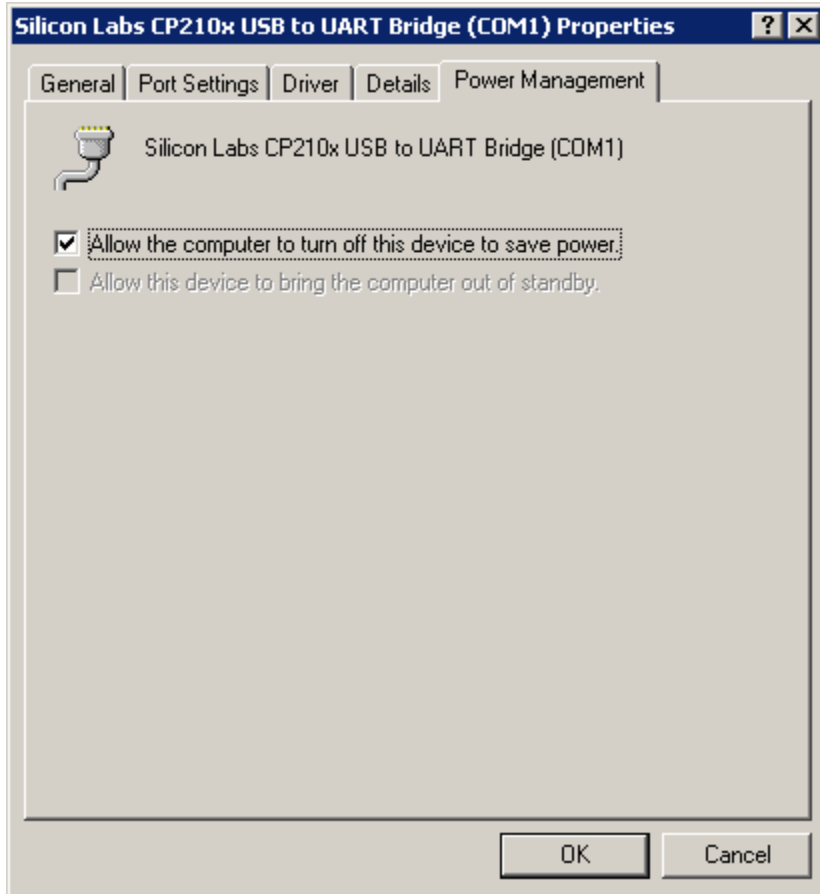 Silicon Labs CP210x USB to UART Bridge (COM1) Properties
General Port Settings Driver Details Power Management
Silicon Labs CP210x USB to UART Bridge (COM1)
Allow the computer to turn off this device to save power.
Allow this device to bring the computer out of standby.
OK Cancel